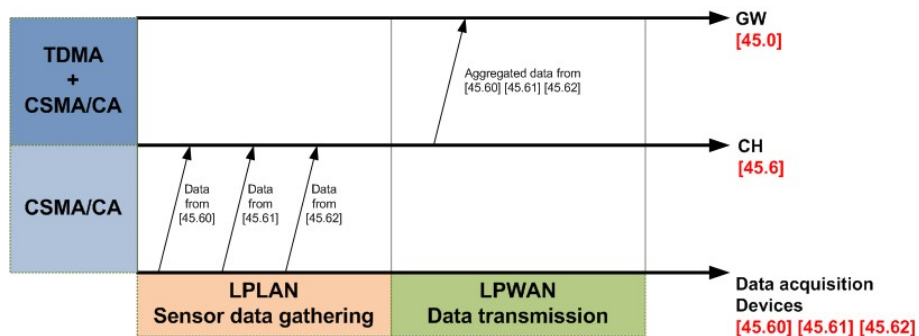 TDMA
+
CSMA/CA
CSMA/CA
GW
[45.0]
Aggregated data from
[45.60] [45.61] [45.62]
CH
[45.6]
Data
from
[45.60]
Data
from
[45.61]
Data
from
[45.62]
LPLAN
Sensor data gathering
LPWAN
Data transmission
Data acquisition
Devices
[45.60] [45.61] [45.62]